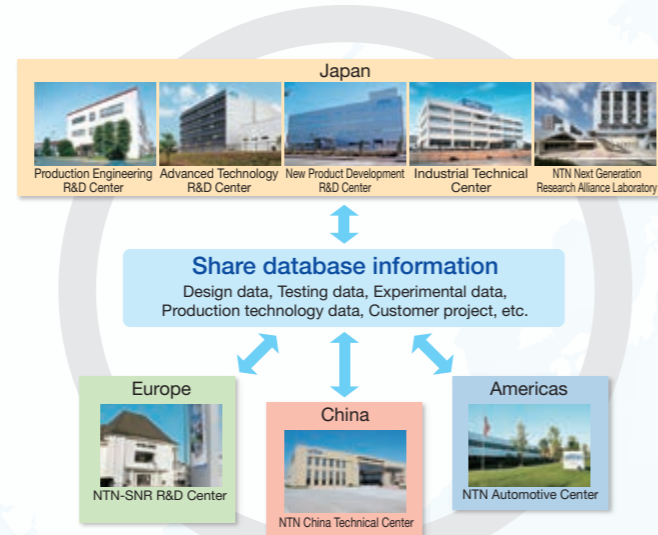 Japan
Production Engineering
R&D Center
Advanced Technology
R&D Center
New Product Development
R&D Center
Industrial Technical
Center
NTN Next Generation
Research Alliance Laboratory
Share database information
Design data, Testing data, Experimental data,
Production technology data, Customer project, etc.
Europe
NTN-SNR R&D Center
China
NTN China Technical Center
Americas
NTN Automotive Center